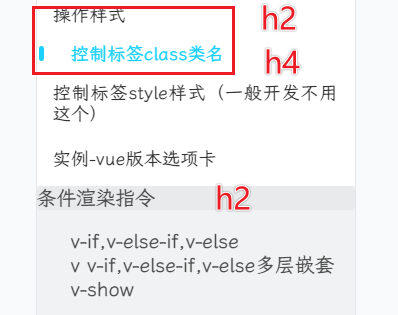 操作样式
h2
控制标签class类名
h4
控制标签style样式（一般开发不用
这个）
实例-vue版本选项卡
条件渲染指令
h2
v-if,v-else-if,v-else
v v-if,v-else-if,v-else多层嵌套
v-show